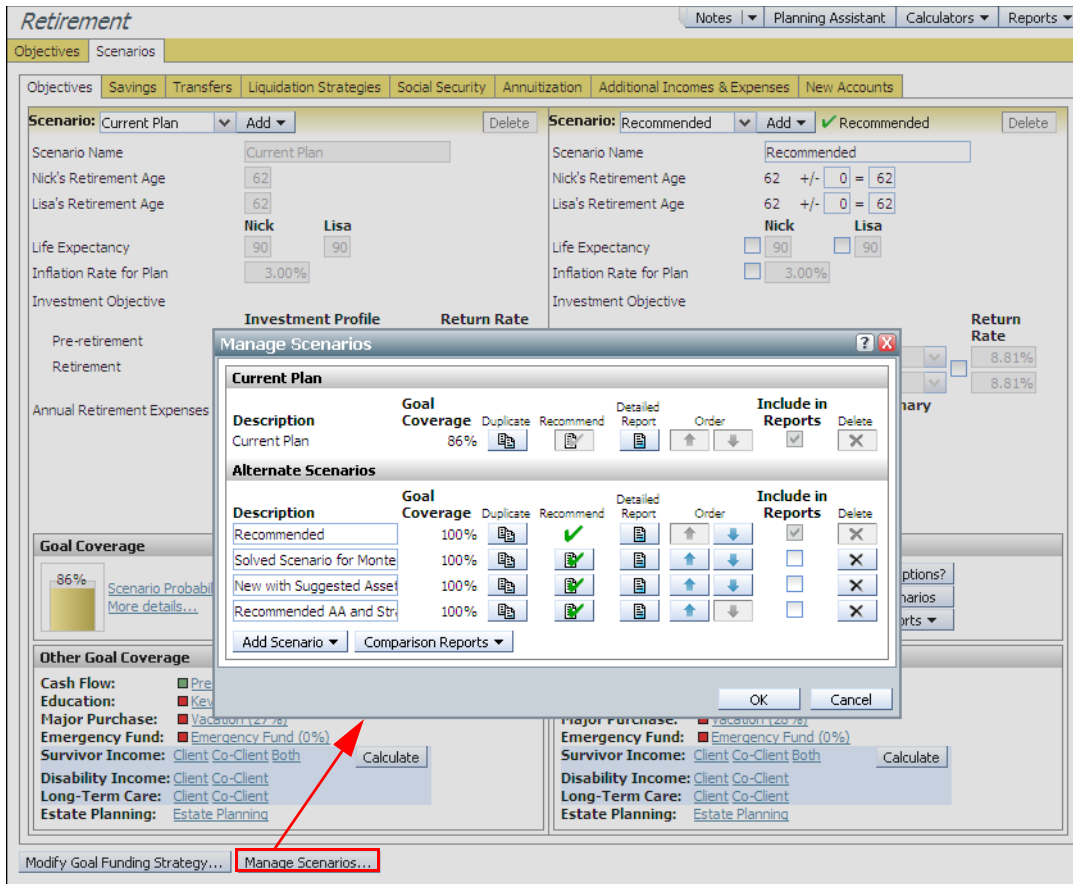 Retirement
Notes Planning Assistant Calculators Reports
Objectives Scenarios
Objectives Savings Transfers Liquidation Strategies Social Security Annuitization Additional Incomes & Expenses New Accounts
Scenario: Current Plan Add Delete Scenario: Recommended Add Recommended Delete
Scenario Name Current Plan Scenario Name Recommended
Nick's Retirement Age 62 Nick's Retirement Age 62 +/- 0 = 62
Lisa's Retirement Age 62 Lisa's Retirement Age 62 +/- 0 = 62
Nick Lisa Nick Lisa
Life Expectancy 90 90 Life Expectancy 90 90
Inflation Rate for Plan 3.00% Inflation Rate for Plan 3.00%
Investment Objective Investment Objective
Investment Profile Return Rate Return
Rate
Pre-retirement 8.81%
Retirement 8.81%
Annual Retirement Expenses
Manage Scenarios ? X
Current Plan
Description Goal Coverage Duplicate Recommend Detailed Report Order Include in Reports Delete
Current Plan 86%
Alternate Scenarios
Description Goal Coverage Duplicate Recommend Detailed Report Order Include in Reports Delete
Recommended 100%
Solved Scenario for Monte 100%
New with Suggested Asset 100%
Recommended AA and Stra 100%
Add Scenario Comparison Reports
OK Cancel
Goal Coverage
86% Scenario Probabil
More details...
ptions?
narios
orts
Other Goal Coverage
Cash Flow: Pre
Education: Key
Major Purchase: Vacation (27%) Major Purchase: Vacation (28%)
Emergency Fund: Emergency Fund (0%) Emergency Fund: Emergency Fund (0%)
Survivor Income: Client Co-Client Both Calculate Survivor Income: Client Co-Client Both Calculate
Disability Income: Client Co-Client Disability Income: Client Co-Client
Long-Term Care: Client Co-Client Long-Term Care: Client Co-Client
Estate Planning: Estate Planning Estate Planning: Estate Planning
Modify Goal Funding Strategy... Manage Scenarios...